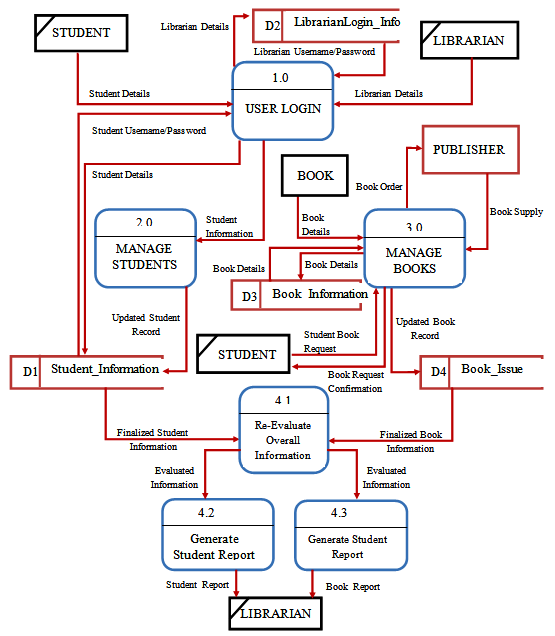 STUDENT
Librarian Details
D2 LibrarianLogin_Info
LIBRARIAN
Librarian Username/Password
1.0
USER LOGIN
Student Details
Librarian Details
Student Username/Password
PUBLISHER
Student Details
BOOK
Book Order
Book Supply
2.0
MANAGE
STUDENTS
Student
Information
Book
Details
3.0
MANAGE
BOOKS
Book Details
Book Details
D3 Book Information
Updated Student
Record
Student Book
Request
Updated Book
Record
STUDENT
D1 Student_Information
Book Request
Confirmation
D4 Book_Issue
4.1
Re-Evaluate
Overall
Information
Finalized Student
Information
Finalized Book
Information
Evaluated
Information
Evaluated
Information
4.2
Generate
Student Report
4.3
Generate Student
Report
Student Report
Book Report
LIBRARIAN